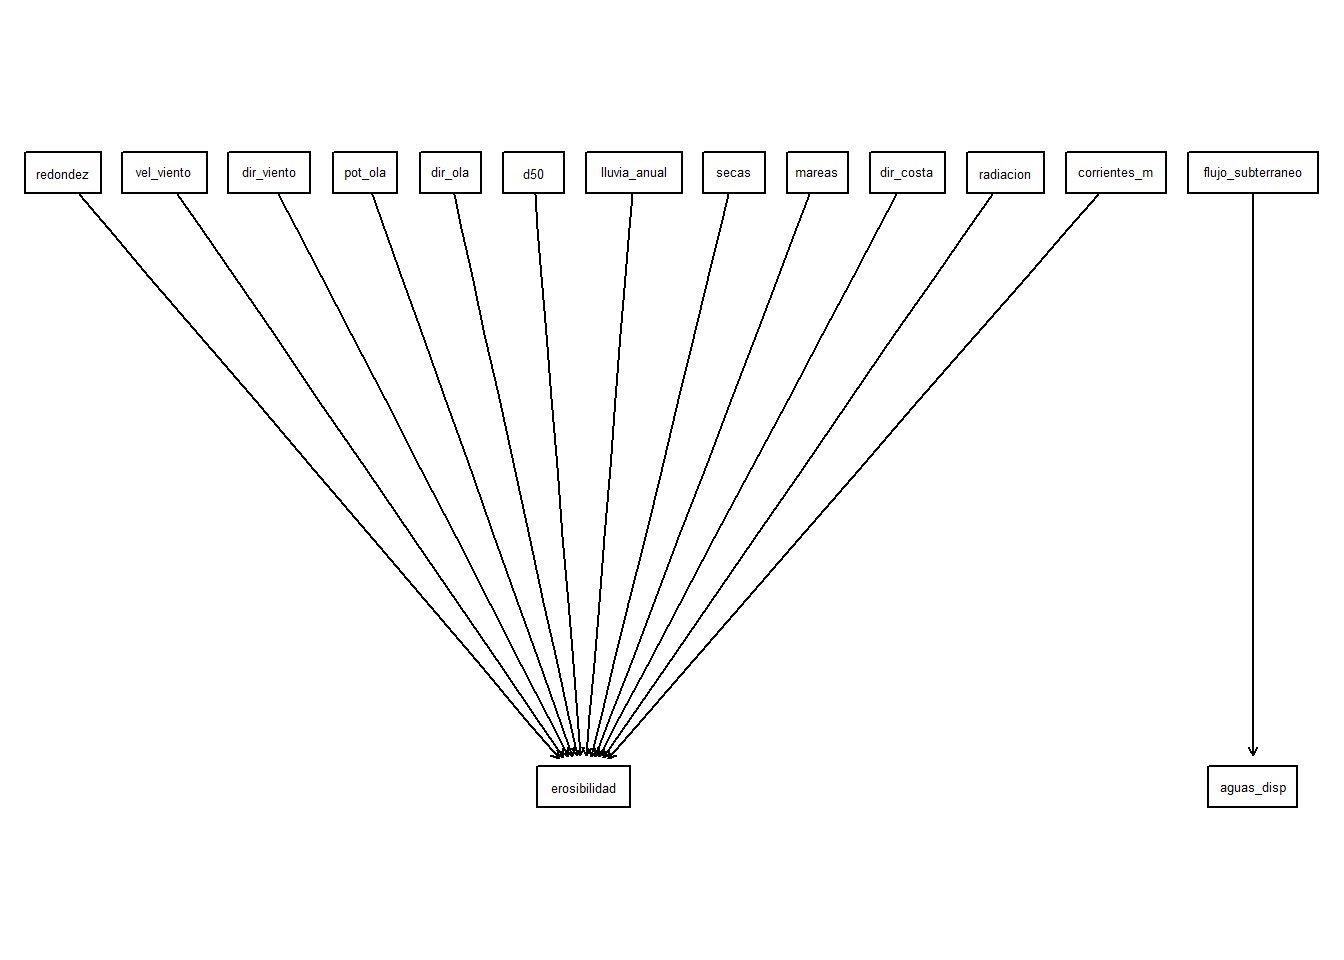 redondez
vel_viento
dir_viento
pot_ola
dir_ola
d50
lluvia_anual
secas
mareas
dir_costa
radiacion
corrientes_m
flujo_subterraneo
erosibilidad
aguas_disp